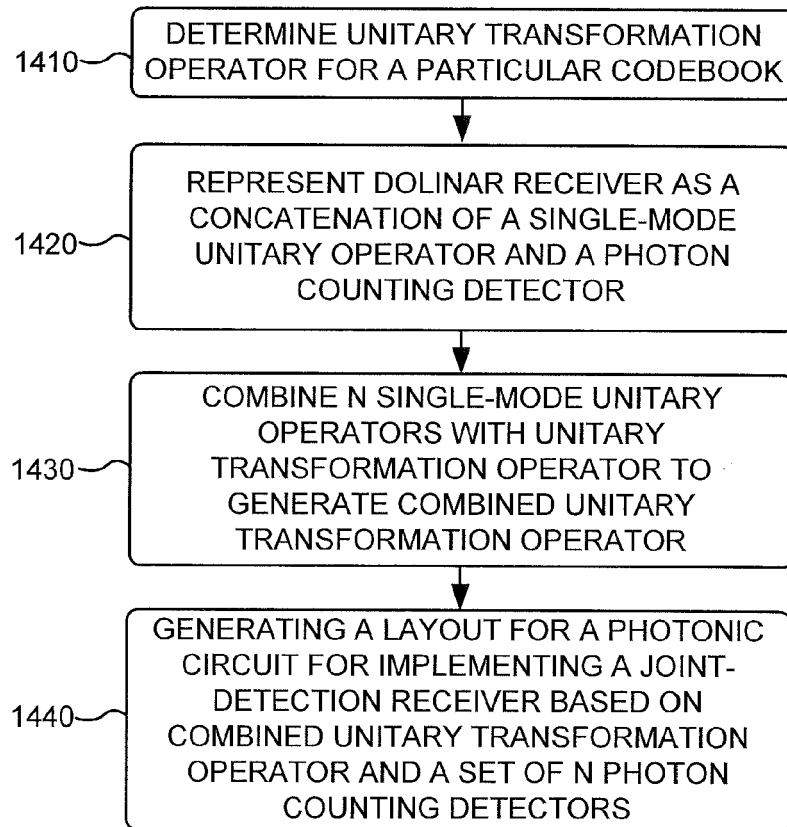 1410
DETERMINE UNITARY TRANSFORMATION
OPERATOR FOR A PARTICULAR CODEBOOK
1420
REPRESENT DOLINAR RECEIVER AS A
CONCATENATION OF A SINGLE-MODE
UNITARY OPERATOR AND A PHOTON
COUNTING DETECTOR
1430
COMBINE N SINGLE-MODE UNITARY
OPERATORS WITH UNITARY
TRANSFORMATION OPERATOR TO
GENERATE COMBINED UNITARY
TRANSFORMATION OPERATOR
1440
GENERATING A LAYOUT FOR A PHOTONIC
CIRCUIT FOR IMPLEMENTING A JOINT-
DETECTION RECEIVER BASED ON
COMBINED UNITARY TRANSFORMATION
OPERATOR AND A SET OF N PHOTON
COUNTING DETECTORS